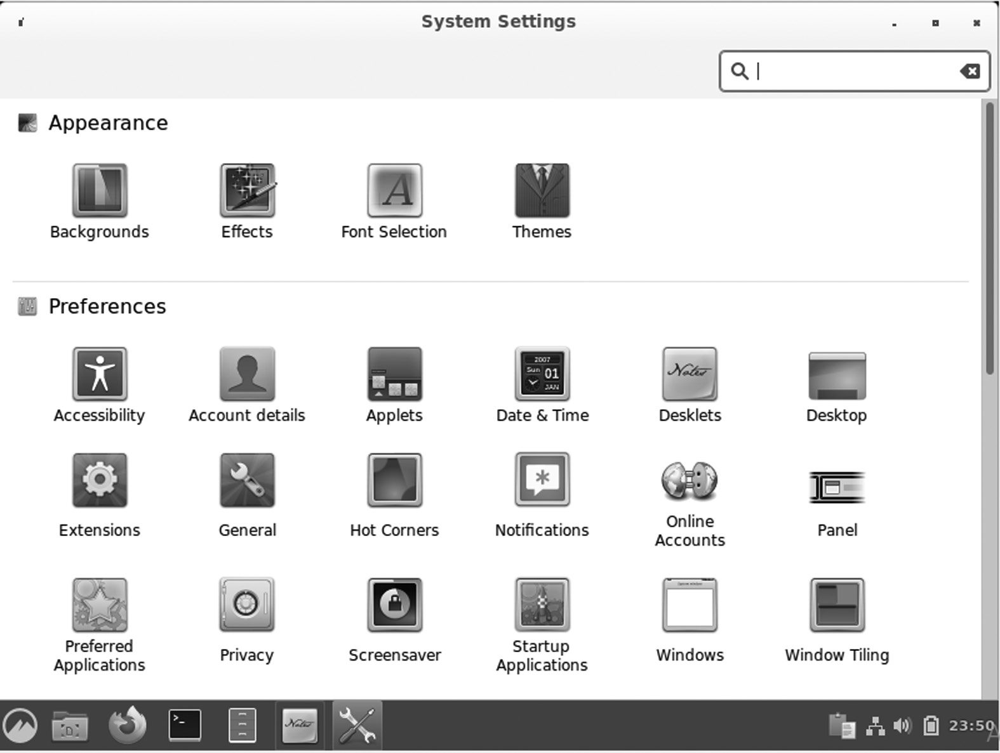 System Settings
Appearance
Backgrounds Effects Font Selection Themes
Preferences
2007
Sun 01
JAN
Notes
Accessibility Account details Applets Date & Time Desklets Desktop
Extensions General Hot Corners Notifications Online Accounts Panel
Preferred Applications Privacy Screensaver Startup Applications Windows Window Tiling
>_ Notes 23:50